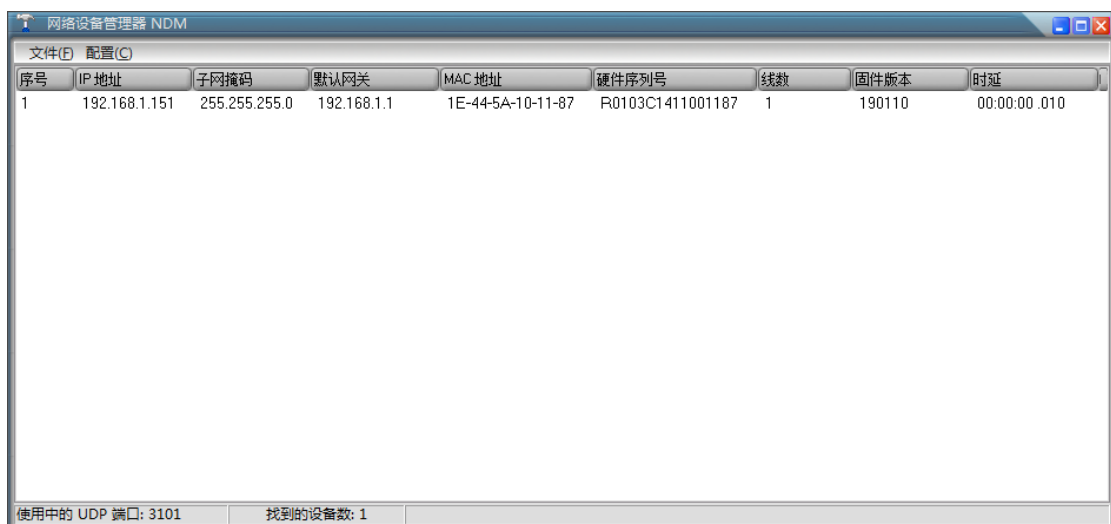 网络设备管理器 NDM
文件(F) 配置(C)
序号 IP 地址 子网掩码 默认网关 MAC 地址 硬件序列号 线数 固件版本 时延
1 192.168.1.151 255.255.255.0 192.168.1.1 1E-44-5A-10-11-87 R0103C1411001187 1 190110 00:00:00 .010
使用中的 UDP 端口: 3101 找到的设备数: 1